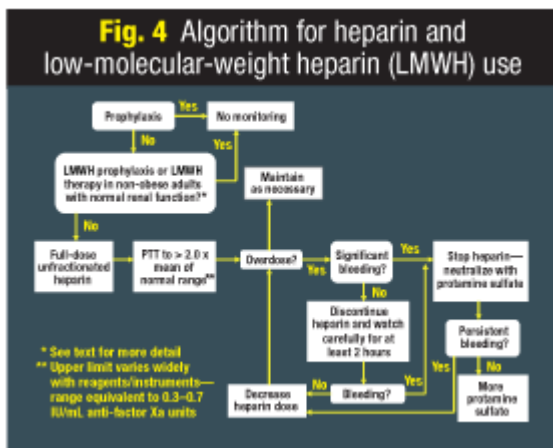 Fig. 4 Algorithm for heparin and
low-molecular-weight heparin (LMWH) use
Prophylaxis
Yes
No monitoring
No
Yes
LMWH prophylaxis or LMWH
therapy in non-obese adults
with normal renal function?*
Maintain
as necessary
No
Full-dose
unfractionated
heparin
PTT to > 2.0 x
mean of
normal range**
Overdose?
Yes
Significant
bleeding?
Yes
Stop heparin—
neutralize with
protamine sulfate
No
Discontinue
heparin and watch
carefully for at
least 2 hours
Persistent
bleeding?
Yes
No
More
protamine
sulfate
Bleeding?
Yes
No
Decrease
heparin dose
* See text for more detail
** Upper limit varies widely
with reagents/instruments—
range equivalent to 0.3–0.7
IU/mL anti-factor Xa units